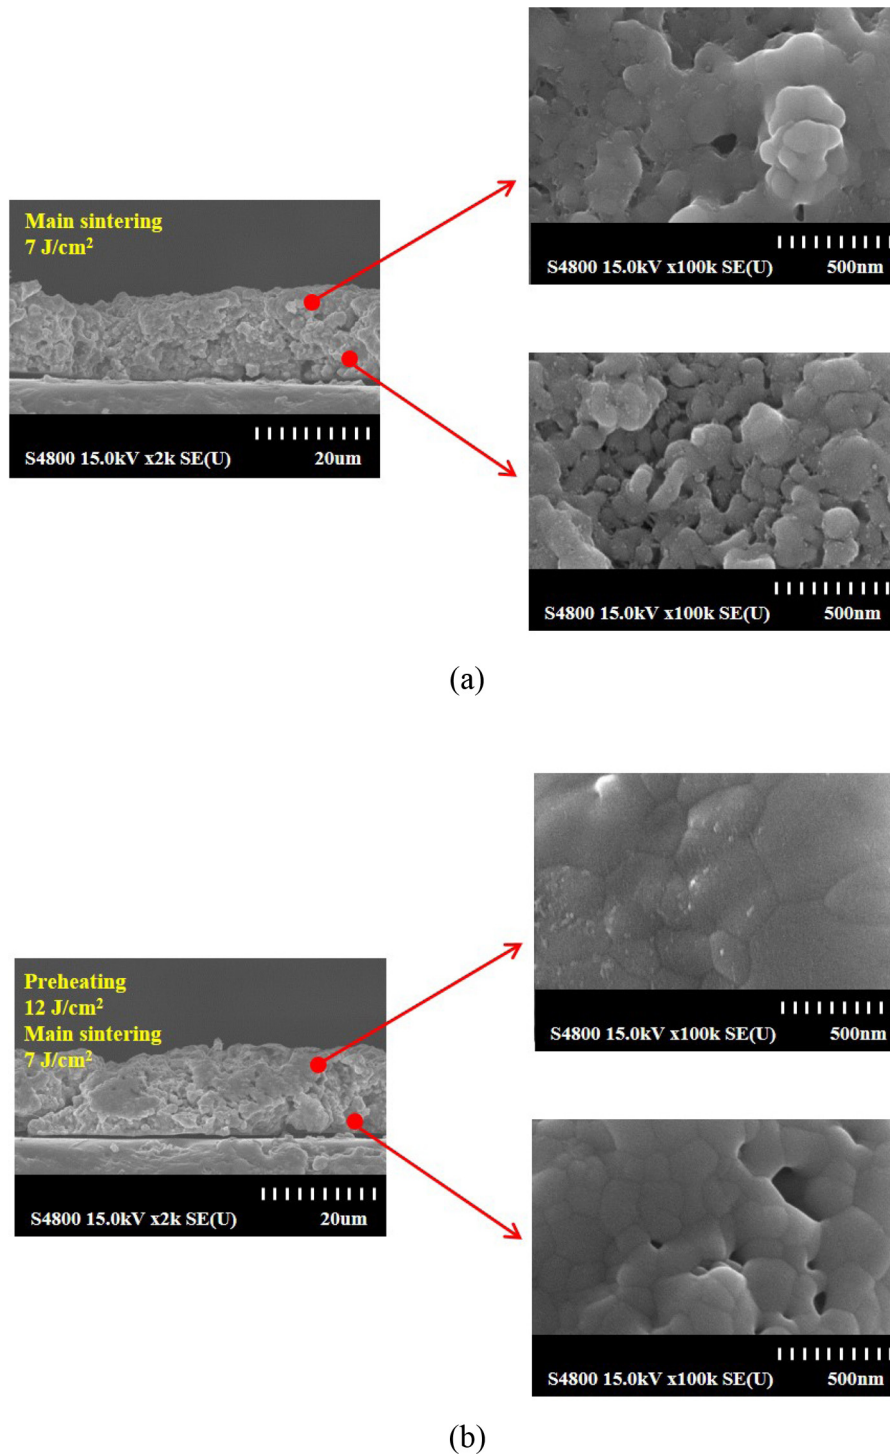 Main sintering
7 J/cm²
S4800 15.0kV x2k SE(U) 20um
S4800 15.0kV x100k SE(U) 500nm
S4800 15.0kV x100k SE(U) 500nm
(a)
Preheating
12 J/cm²
Main sintering
7 J/cm²
S4800 15.0kV x2k SE(U) 20um
S4800 15.0kV x100k SE(U) 500nm
S4800 15.0kV x100k SE(U) 500nm
(b)